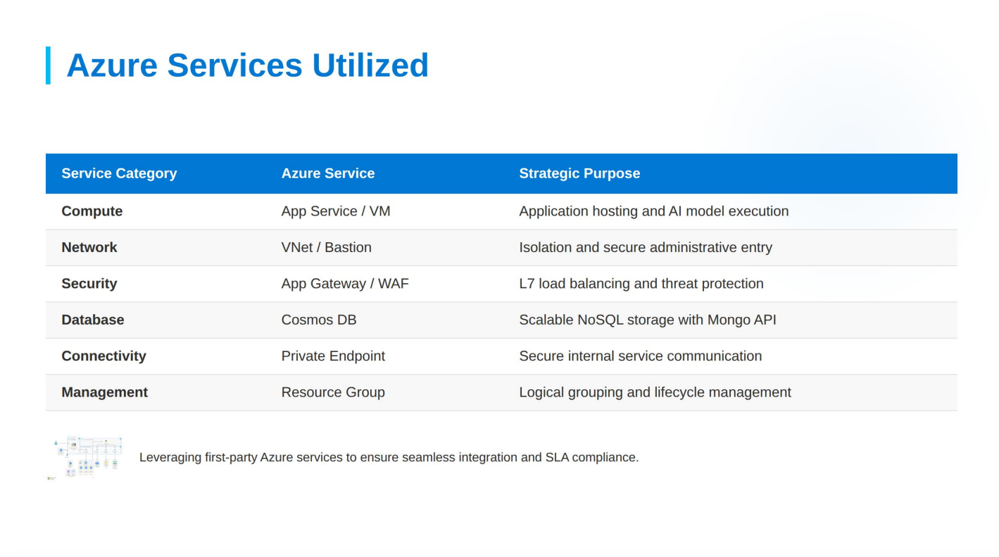 Azure Services Utilized
Service Category Azure Service Strategic Purpose
Compute App Service / VM Application hosting and AI model execution
Network VNet / Bastion Isolation and secure administrative entry
Security App Gateway / WAF L7 load balancing and threat protection
Database Cosmos DB Scalable NoSQL storage with Mongo API
Connectivity Private Endpoint Secure internal service communication
Management Resource Group Logical grouping and lifecycle management
Leveraging first-party Azure services to ensure seamless integration and SLA compliance.